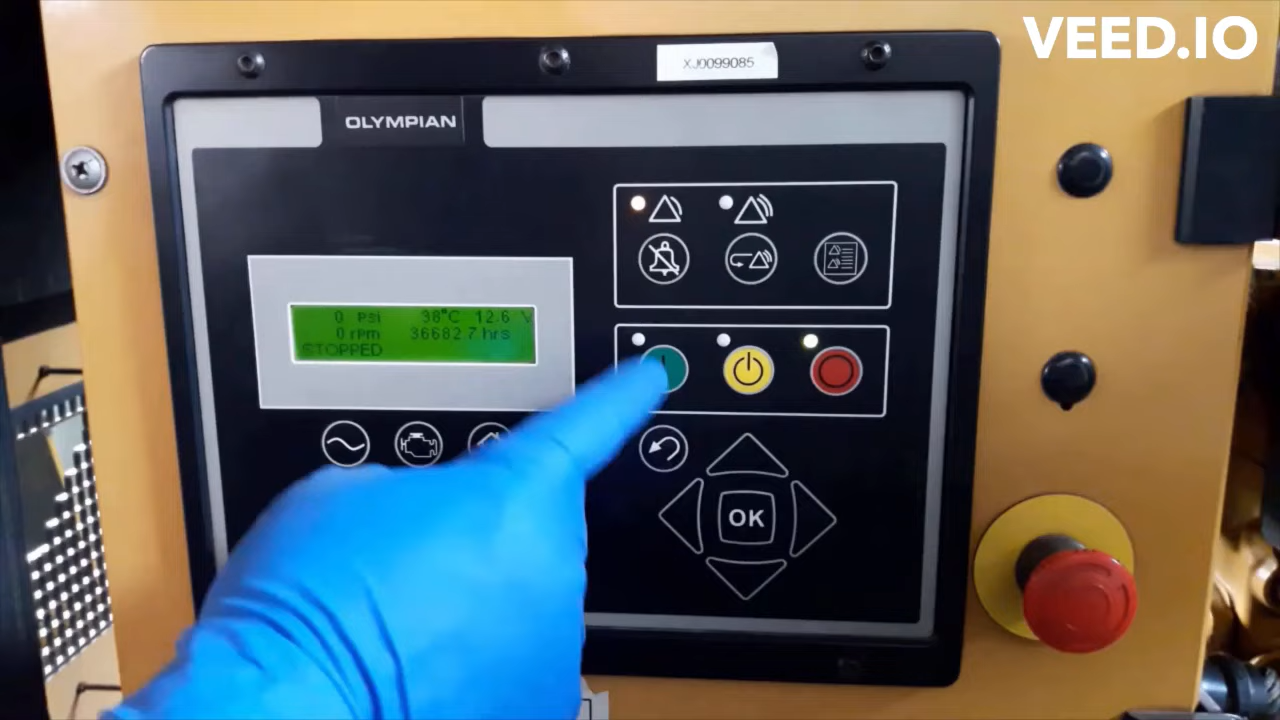 VEED.IO
XJ0099085
OLYMPIAN
0 psi 38°C 12.6 V
0 rpm 36682.7 hrs
STOPPED
OK